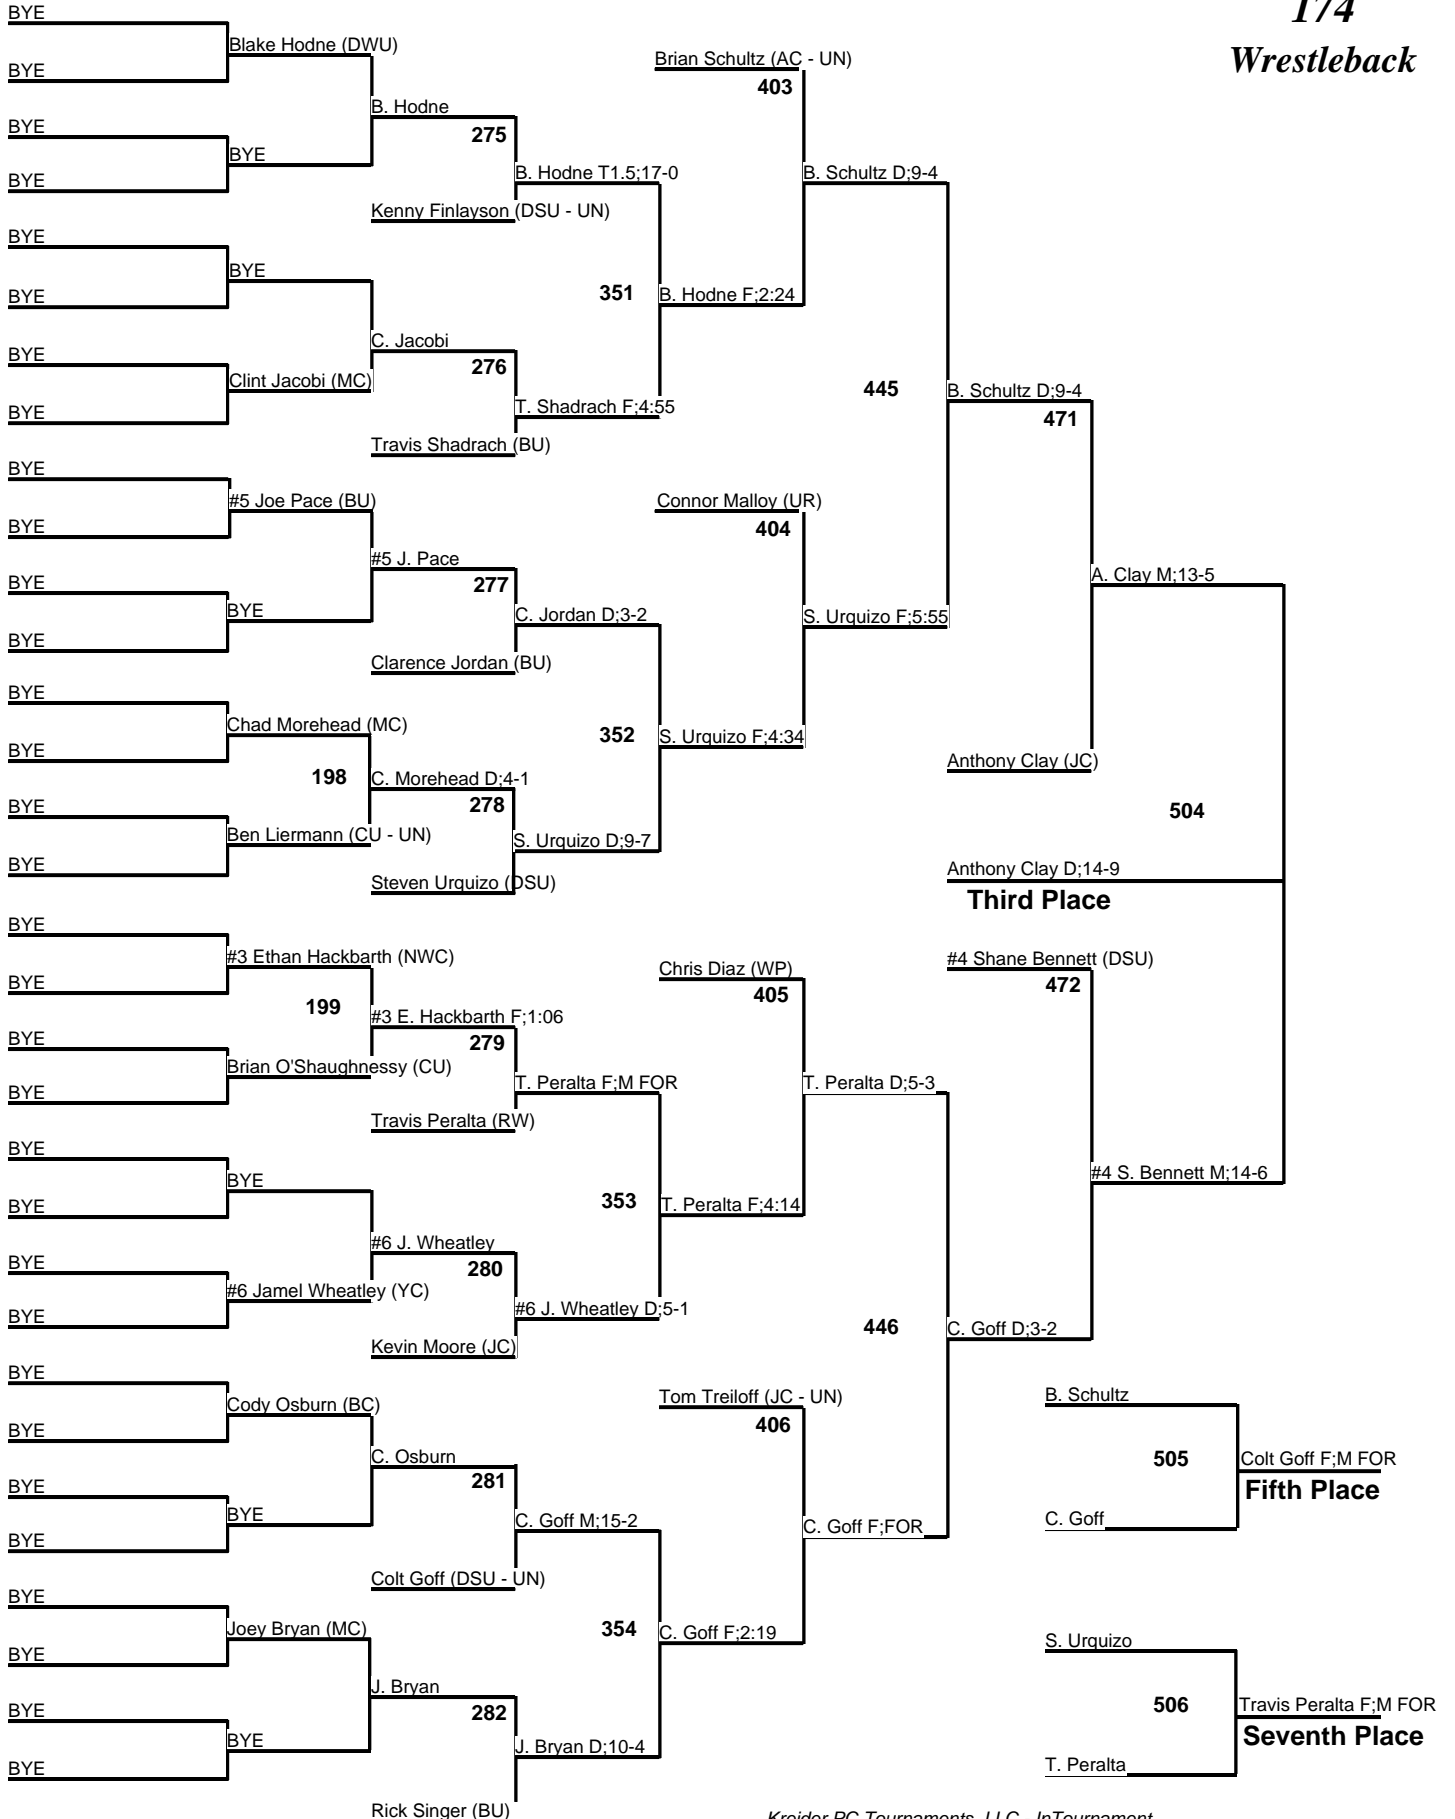 174
Wrestleback
BYE
Blake Hodne (DWU)
BYE
Brian Schultz (AC - UN)
403
B. Hodne
BYE
275
BYE
B. Hodne T1.5;17-0
B. Schultz D;9-4
BYE
Kenny Finlayson (DSU - UN)
BYE
BYE
351
B. Hodne F;2:24
BYE
C. Jacobi
BYE
276
Clint Jacobi (MC)
445
B. Schultz D;9-4
BYE
T. Shadrach F;4:55
471
Travis Shadrach (BU)
BYE
#5 Joe Pace (BU)
Connor Malloy (UR)
BYE
404
#5 J. Pace
A. Clay M;13-5
BYE
277
BYE
C. Jordan D;3-2
S. Urquizo F;5:55
BYE
Clarence Jordan (BU)
BYE
Chad Morehead (MC)
352
S. Urquizo F;4:34
BYE
Anthony Clay (JC)
198
C. Morehead D;4-1
BYE
278
504
Ben Liermann (CU - UN)
S. Urquizo D;9-7
BYE
Anthony Clay D;14-9
Steven Urquizo (DSU)
Third Place
BYE
#3 Ethan Hackbarth (NWC)
#4 Shane Bennett (DSU)
Chris Diaz (WP)
BYE
472
405
199
#3 E. Hackbarth F;1:06
BYE
279
Brian O'Shaughnessy (CU)
T. Peralta F;M FOR
T. Peralta D;5-3
BYE
Travis Peralta (RW)
BYE
BYE
#4 S. Bennett M;14-6
353
T. Peralta F;4:14
BYE
#6 J. Wheatley
BYE
280
#6 Jamel Wheatley (YC)
#6 J. Wheatley D;5-1
BYE
446
C. Goff D;3-2
Kevin Moore (JC)
BYE
Tom Treiloff (JC - UN)
B. Schultz
Cody Osburn (BC)
BYE
406
C. Osburn
505
Colt Goff F;M FOR
281
BYE
Fifth Place
BYE
C. Goff M;15-2
C. Goff F;FOR
C. Goff
BYE
Colt Goff (DSU - UN)
BYE
Joey Bryan (MC)
354
C. Goff F;2:19
S. Urquizo
BYE
J. Bryan
BYE
282
506
Travis Peralta F;M FOR
BYE
J. Bryan D;10-4
Seventh Place
BYE
T. Peralta
Rick Singer (BU)
Kreider PC Tournaments, LLC - InTournament